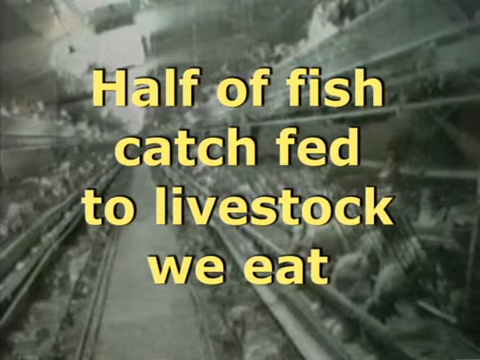 Half of fish
catch fed
to livestock
we eat